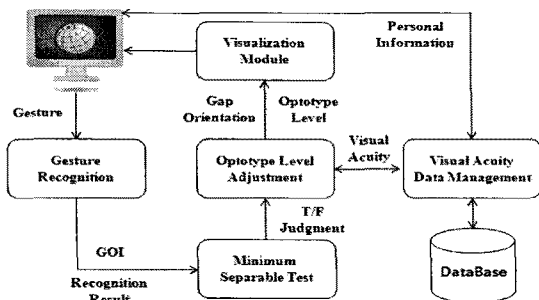 Personal
Information
Visualization
Module
Gesture
Gap
Orientation
Optotype
Level
Gesture
Recognition
Optotype Level
Adjustment
Visual
Acuity
Visual Acuity
Data Management
T/F
Judgment
GOI
Recognition
Result
Minimum
Separable Test
DataBase